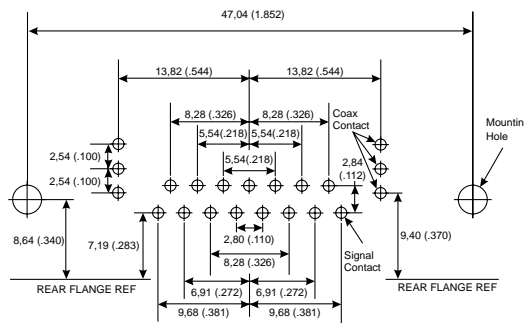 47,04 (1.852)
13,82 (.544)
13,82 (.544)
8,28 (.326)
8,28 (.326)
Coax
Contact
Mountin
Hole
5,54(.218)
5,54(.218)
2,54 (.100)
5,54(.218)
2,84
(.112)
2,54 (.100)
8,64 (.340)
7,19 (.283)
2,80 (.110)
9,40 (.370)
Signal
Contact
8,28 (.326)
REAR FLANGE REF
REAR FLANGE REF
6,91 (.272)
6,91 (.272)
9,68 (.381)
9,68 (.381)